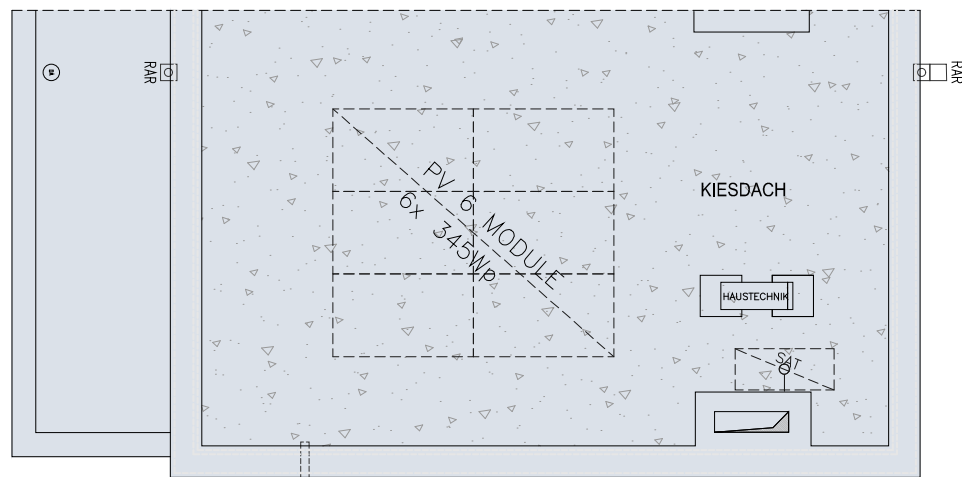 RAR
RAR
PV 6 MODULE
6x 345Wp
KIESDACH
HAUSTECHNIK
SAT